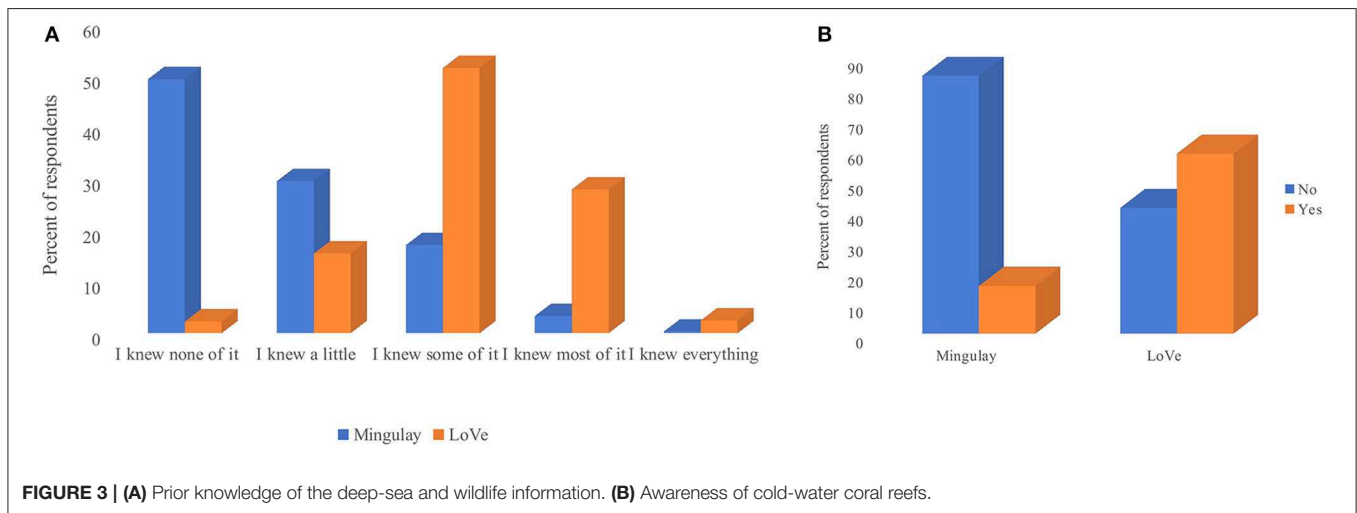 A
60
50
40
30
20
10
0
Percent of respondents
I knew none of it I knew a little I knew some of it I knew most of it I knew everything
Mingulay LoVe
B
90
80
70
60
50
40
30
20
10
0
Percent of respondents
Mingulay LoVe
No
Yes
FIGURE 3 | (A) Prior knowledge of the deep-sea and wildlife information. (B) Awareness of cold-water coral reefs.